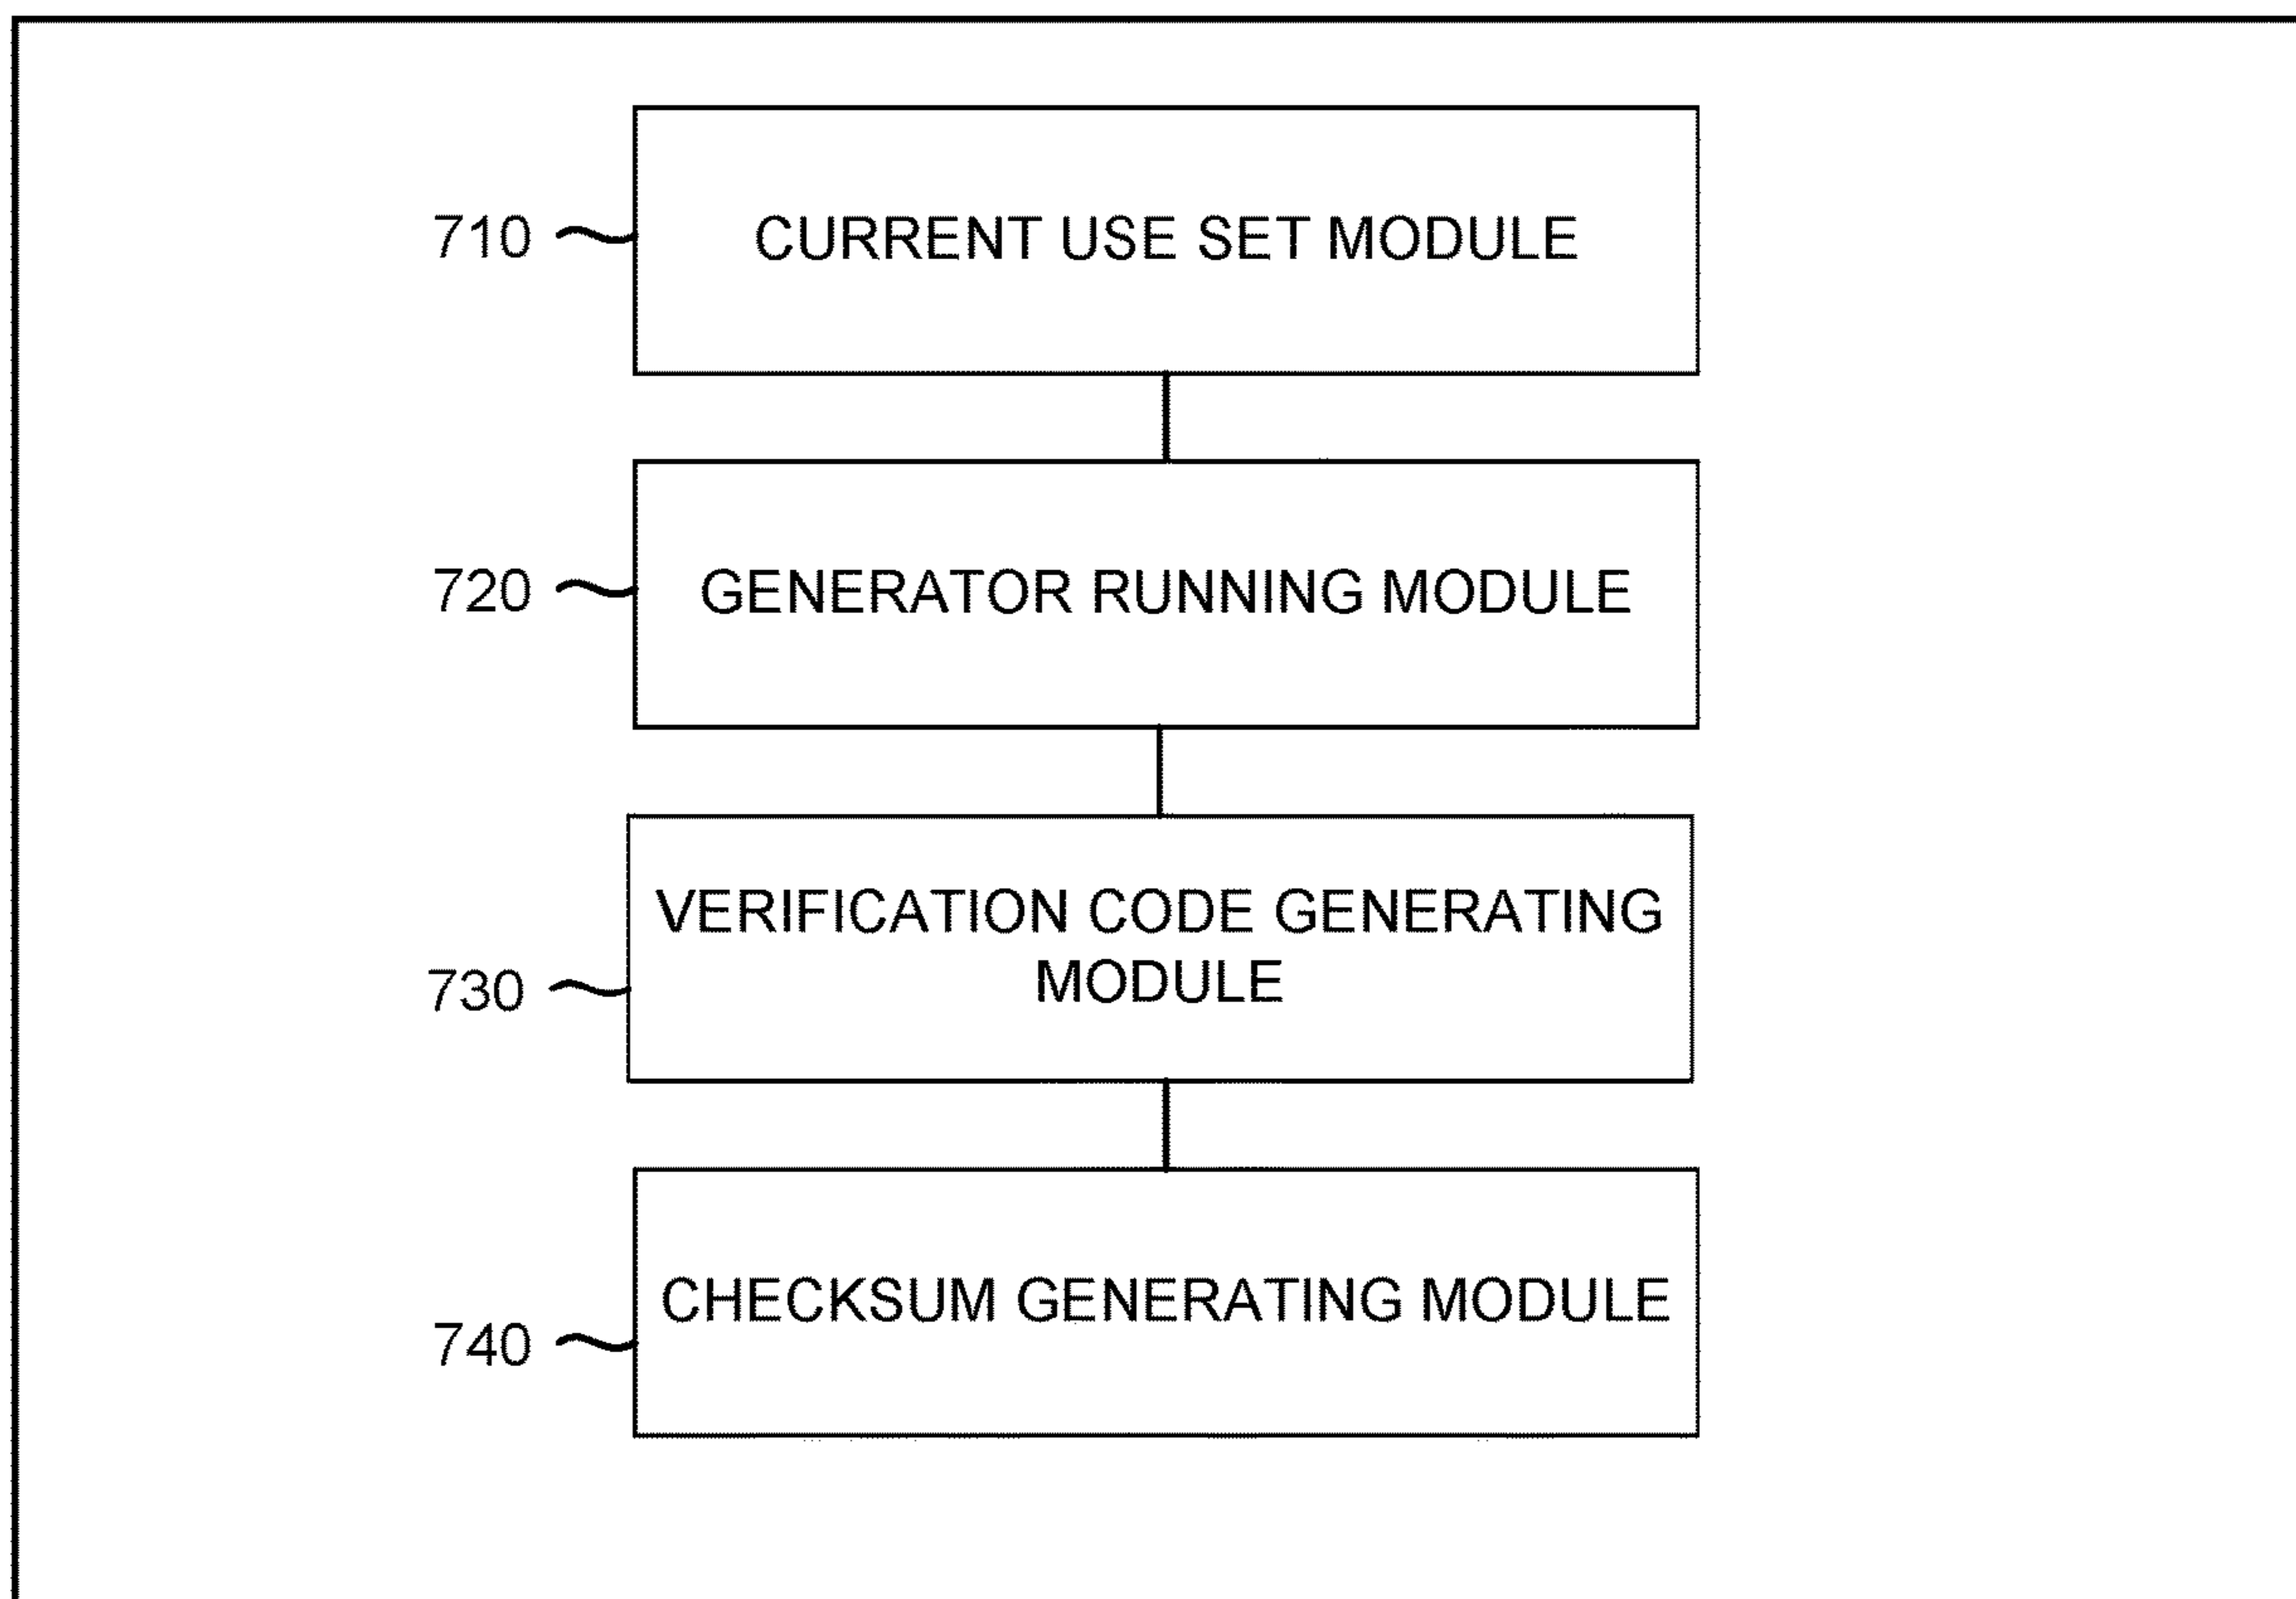 710 CURRENT USE SET MODULE
720 GENERATOR RUNNING MODULE
VERIFICATION CODE GENERATING
730 MODULE
CHECKSUM GENERATING MODULE
740